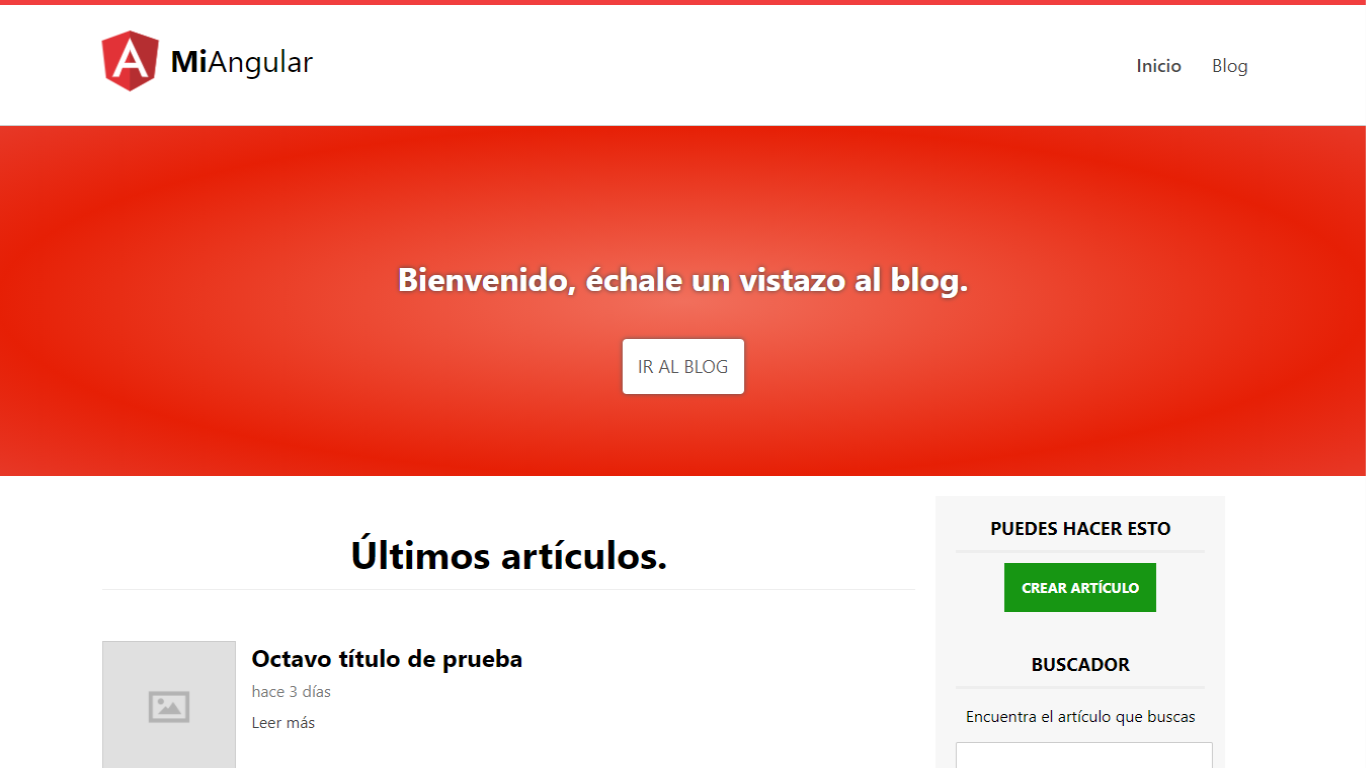 MiAngular
Inicio Blog
Bienvenido, échale un vistazo al blog.
IR AL BLOG
Últimos artículos.
Octavo título de prueba
hace 3 días
Leer más
PUEDES HACER ESTO
CREAR ARTÍCULO
BUSCADOR
Encuentra el artículo que buscas